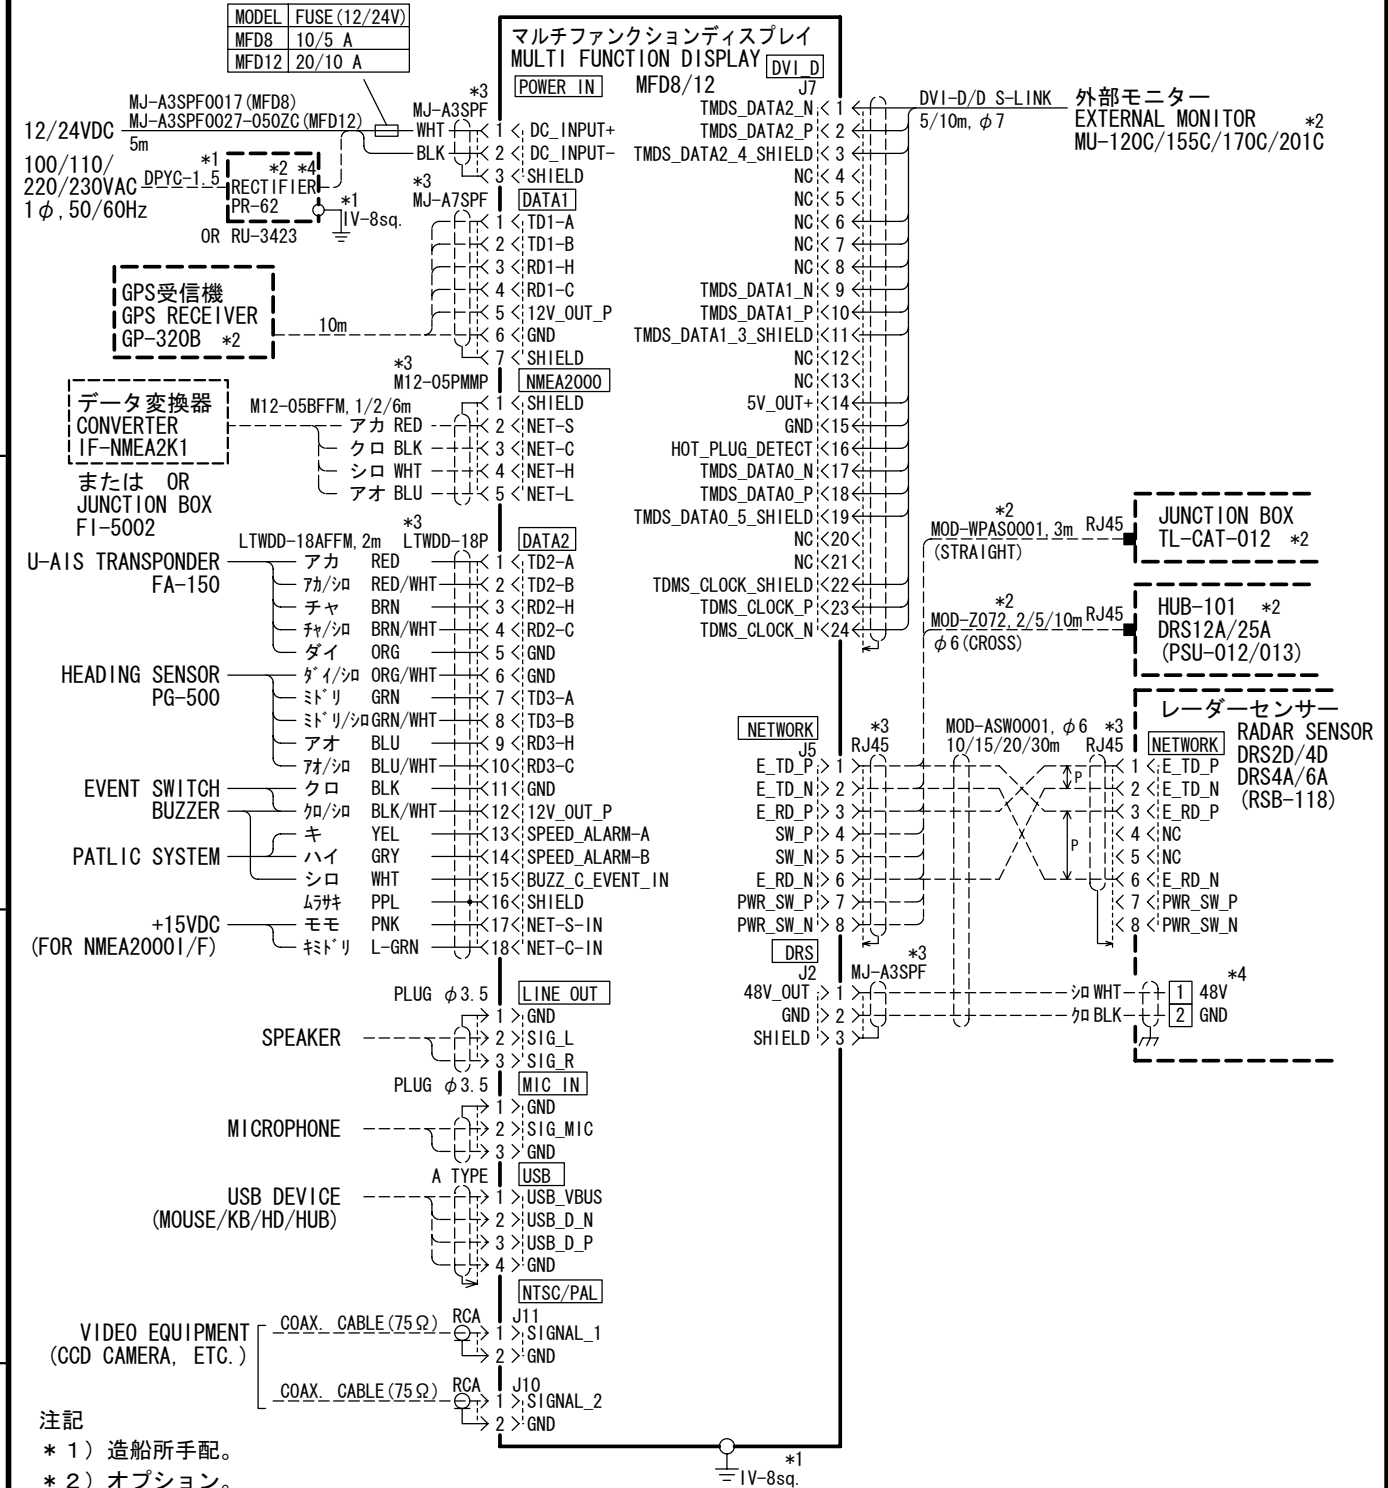 MODEL FUSE(12/24V)
MFD8 10/5 A
MFD12 20/10 A
マルチファンクションディスプレイ
MULTI FUNCTION DISPLAY
MFD8/12
POWER IN
*3
MJ-A3SPF
MJ-A3SPF0017(MFD8)
MJ-A3SPF0027-050ZC(MFD12)
12/24VDC
5m
WHT 1 DC_INPUT+
BLK 2 DC_INPUT-
3 SHIELD
100/110/
220/230VAC
1φ,50/60Hz
*1
DPYC-1.5
*2 *4
RECTIFIER
PR-62
OR RU-3423
*1
IV-8sq.
*3
MJ-A7SPF
DATA1
1 TD1-A
2 TD1-B
3 RD1-H
4 RD1-C
5 12V_OUT_P
6 GND
7 SHIELD
GPS受信機
GPS RECEIVER
GP-320B *2
10m
*3
M12-05PMMP
NMEA2000
データ変換器
CONVERTER
IF-NMEA2K1
または OR
JUNCTION BOX
FI-5002
M12-05BFFM,1/2/6m
1 SHIELD
アカ RED 2 NET-S
クロ BLK 3 NET-C
シロ WHT 4 NET-H
アオ BLU 5 NET-L
*3
LTWDD-18AFFM,2m LTWDD-18P
DATA2
U-AIS TRANSPONDER
FA-150
アカ RED 1 TD2-A
アカ/シロ RED/WHT 2 TD2-B
チャ BRN 3 RD2-H
チャ/シロ BRN/WHT 4 RD2-C
ダイ ORG 5 GND
HEADING SENSOR
PG-500
ダイ/シロ ORG/WHT 6 GND
ミドリ GRN 7 TD3-A
ミドリ/シロ GRN/WHT 8 TD3-B
アオ BLU 9 RD3-H
アオ/シロ BLU/WHT 10 RD3-C
EVENT SWITCH
BUZZER
クロ BLK 11 GND
クロ/シロ BLK/WHT 12 12V_OUT_P
キ YEL 13 SPEED_ALARM-A
PATLIC SYSTEM
ハイ GRY 14 SPEED_ALARM-B
シロ WHT 15 BUZZ_C_EVENT_IN
ムラサキ PPL 16 SHIELD
+15VDC
(FOR NMEA2000I/F)
モモ PNK 17 NET-S-IN
キミドリ L-GRN 18 NET-C-IN
PLUG φ3.5
LINE OUT
SPEAKER
1 GND
2 SIG_L
3 SIG_R
PLUG φ3.5
MIC IN
MICROPHONE
1 GND
2 SIG_MIC
3 GND
A TYPE
USB
USB DEVICE
(MOUSE/KB/HD/HUB)
1 USB_VBUS
2 USB_D_N
3 USB_D_P
4 GND
NTSC/PAL
VIDEO EQUIPMENT
(CCD CAMERA, ETC.)
COAX. CABLE(75Ω) RCA J11
1 SIGNAL_1
2 GND
COAX. CABLE(75Ω) RCA J10
1 SIGNAL_2
2 GND
*1
IV-8sq.
DVI_D
J7
TMDS_DATA2_N 1
TMDS_DATA2_P 2
TMDS_DATA2_4_SHIELD 3
NC 4
NC 5
NC 6
NC 7
NC 8
TMDS_DATA1_N 9
TMDS_DATA1_P 10
TMDS_DATA1_3_SHIELD 11
NC 12
NC 13
5V_OUT+ 14
GND 15
HOT_PLUG_DETECT 16
TMDS_DATA0_N 17
TMDS_DATA0_P 18
TMDS_DATA0_5_SHIELD 19
NC 20
NC 21
TDMS_CLOCK_SHIELD 22
TDMS_CLOCK_P 23
TDMS_CLOCK_N 24
DVI-D/D S-LINK
5/10m,φ7
外部モニター
EXTERNAL MONITOR *2
MU-120C/155C/170C/201C
*2
MOD-WPAS0001,3m RJ45
(STRAIGHT)
JUNCTION BOX
TL-CAT-012 *2
*2
MOD-Z072,2/5/10m RJ45
φ6(CROSS)
HUB-101 *2
DRS12A/25A
(PSU-012/013)
NETWORK
J5
*3
RJ45
E_TD_P 1
E_TD_N 2
E_RD_P 3
SW_P 4
SW_N 5
E_RD_N 6
PWR_SW_P 7
PWR_SW_N 8
MOD-ASW0001,φ6
10/15/20/30m
*3
RJ45
P
P
レーダーセンサー
RADAR SENSOR
DRS2D/4D
DRS4A/6A
(RSB-118)
NETWORK
1 E_TD_P
2 E_TD_N
3 E_RD_P
4 NC
5 NC
6 E_RD_N
7 PWR_SW_P
8 PWR_SW_N
DRS
J2
*3
MJ-A3SPF
48V_OUT 1
GND 2
SHIELD 3
シロ WHT 1 48V
クロ BLK 2 GND
*4
注記
*1）造船所手配。
*2）オプション。